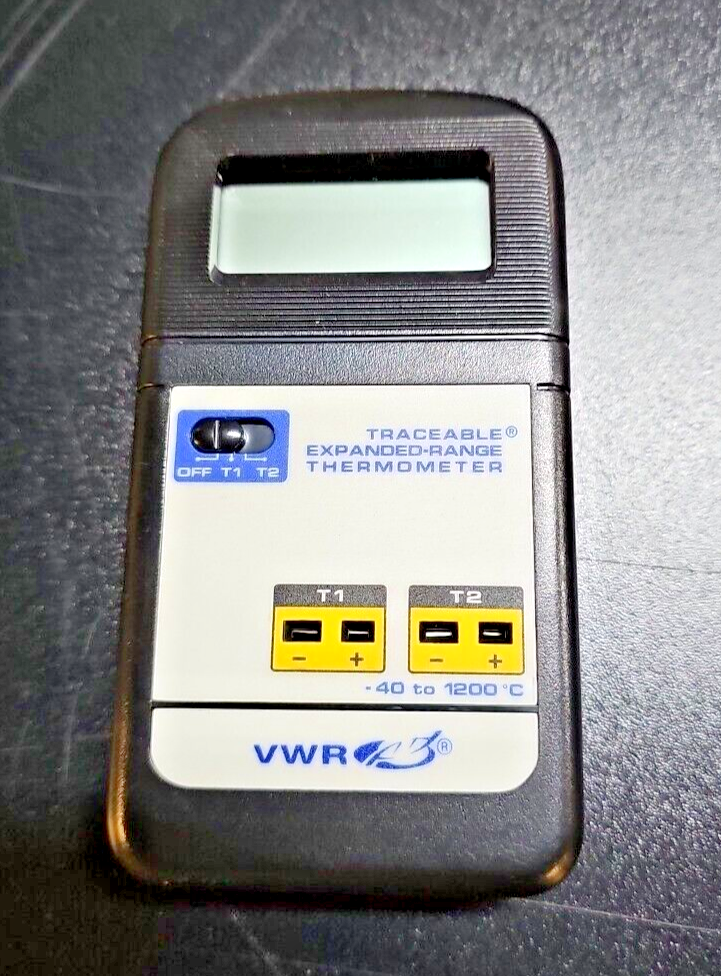 TRACEABLE®
EXPANDED-RANGE
THERMOMETER
OFF T1 T2
T1 T2
- + - +
-40 to 1200 °C
VWR ®